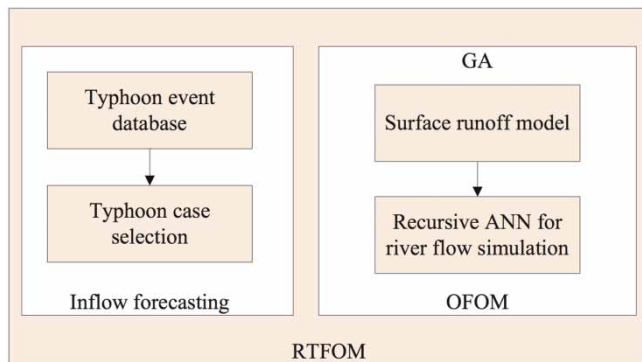 Typhoon event
database
Typhoon case
selection
Inflow forecasting
GA
Surface runoff model
Recursive ANN for
river flow simulation
OFOM
RTFOM